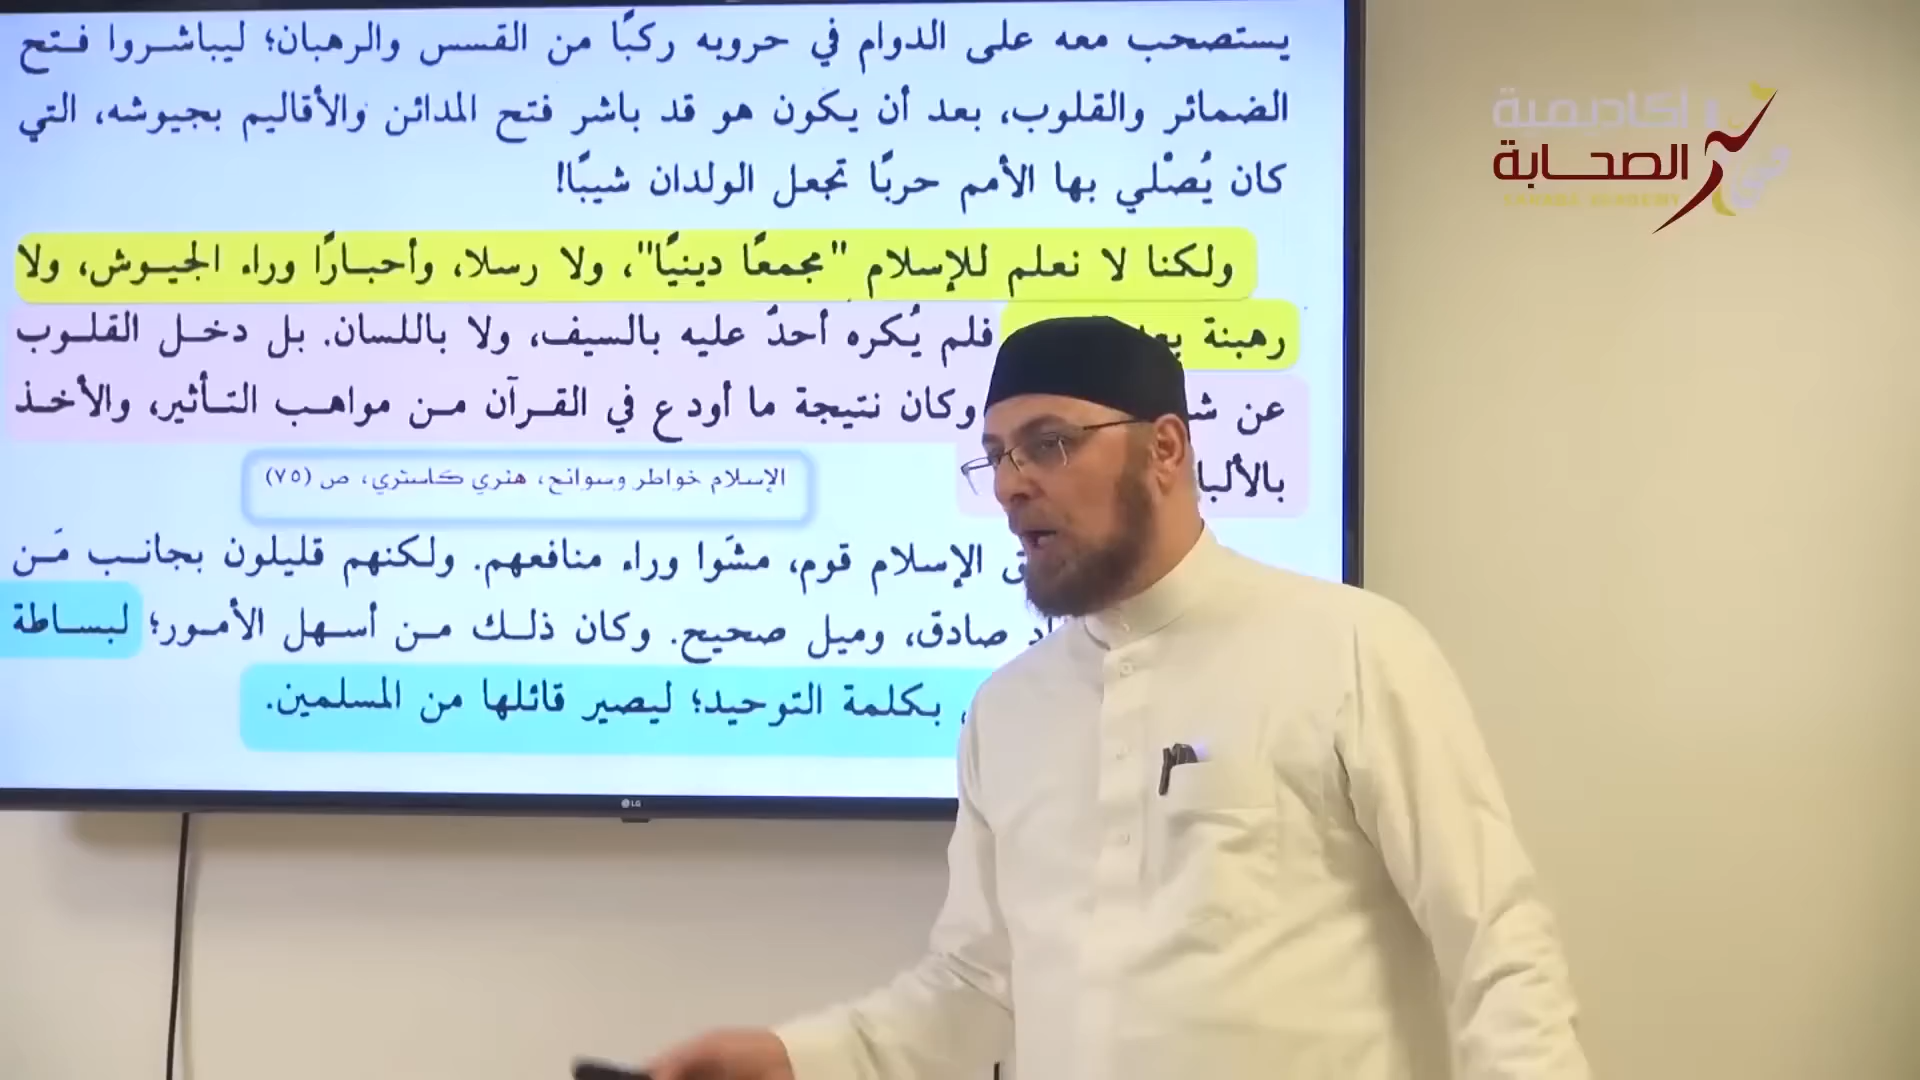 يستصحب معه على الدوام في حروبه ركبًا من القسس والرهبان؛ ليباشروا فتح
الضمائر والقلوب، بعد أن يكون هو قد باشر فتح المدائن والأقاليم بجيوشه، التي
كان يُصْلي بها الأمم حربًا تجعل الولدان شيبًا!
ولكنا لا نعلم للإسلام "مجمعًا دينيًا"، ولا رسلا، وأحبارًا وراء الجيوش، ولا
رهبنة فلم يُكره أحدٌ عليه بالسيف، ولا باللسان. بل دخل القلوب
عن وكان نتيجة ما أودع في القرآن من مواهب التأثير، والأخذ
الإسلام خواطر وسوانح، هنري كاستري، ص (٧٥)
الإسلام قوم، مشَوا وراء منافعهم. ولكنهم قليلون بجانب مَن
صادق، وميل صحيح. وكان ذلك من أسهل الأمور؛ لبساطة
بكلمة التوحيد؛ ليصير قائلها من المسلمين.
أكاديمية
الصحابة
LG